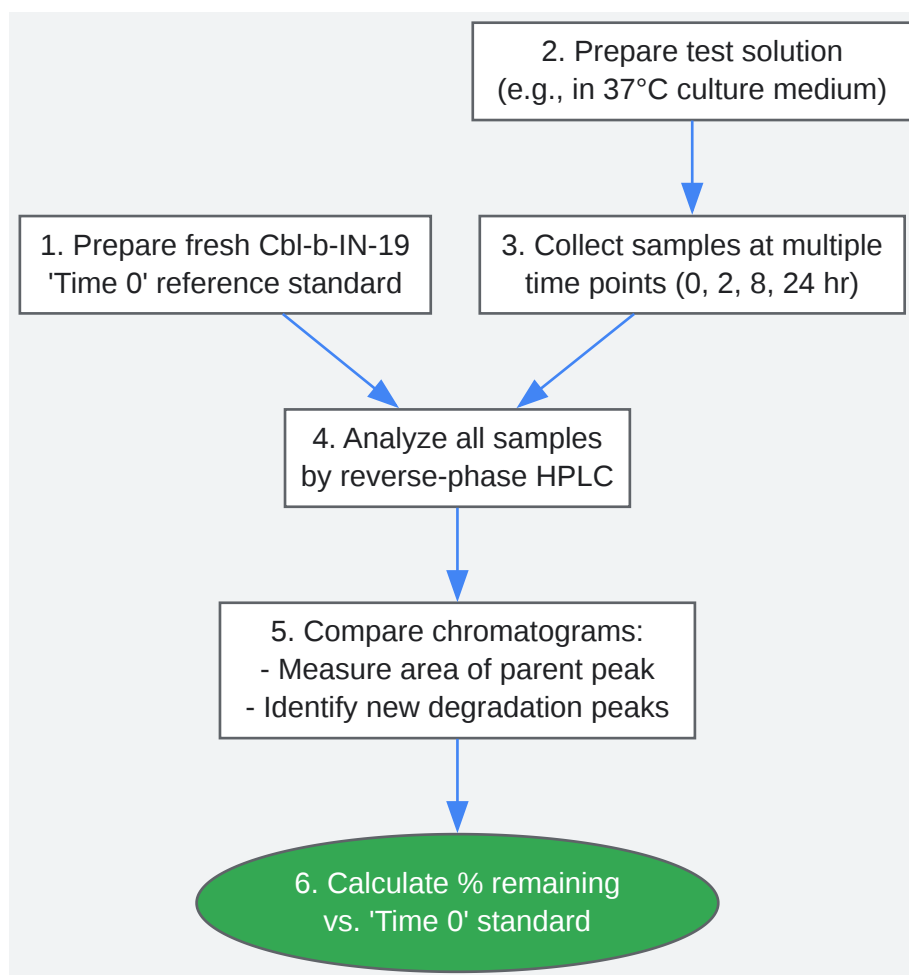 2. Prepare test solution
(e.g., in 37°C culture medium)
1. Prepare fresh Cbl-b-IN-19
'Time 0' reference standard
3. Collect samples at multiple
time points (0, 2, 8, 24 hr)
4. Analyze all samples
by reverse-phase HPLC
5. Compare chromatograms:
- Measure area of parent peak
- Identify new degradation peaks
6. Calculate % remaining
vs. 'Time 0' standard